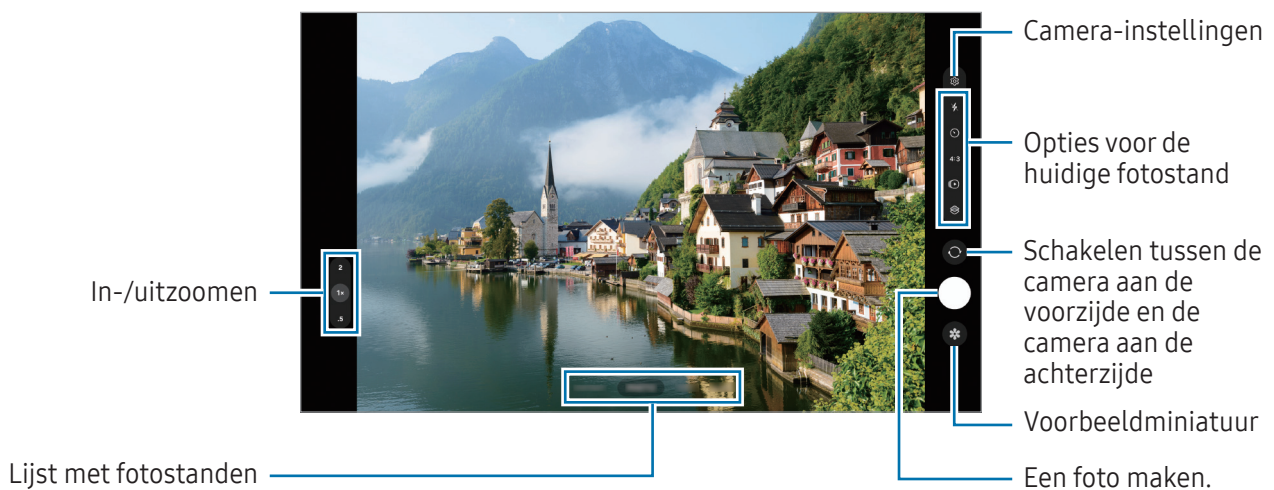 Camera-instellingen
4:3
Opties voor de
huidige fotostand
Schakelen tussen de
camera aan de
voorzijde en de
camera aan de
achterzijde
2
1×
.5
In-/uitzoomen
Voorbeeldminiatuur
Lijst met fotostanden
Een foto maken.